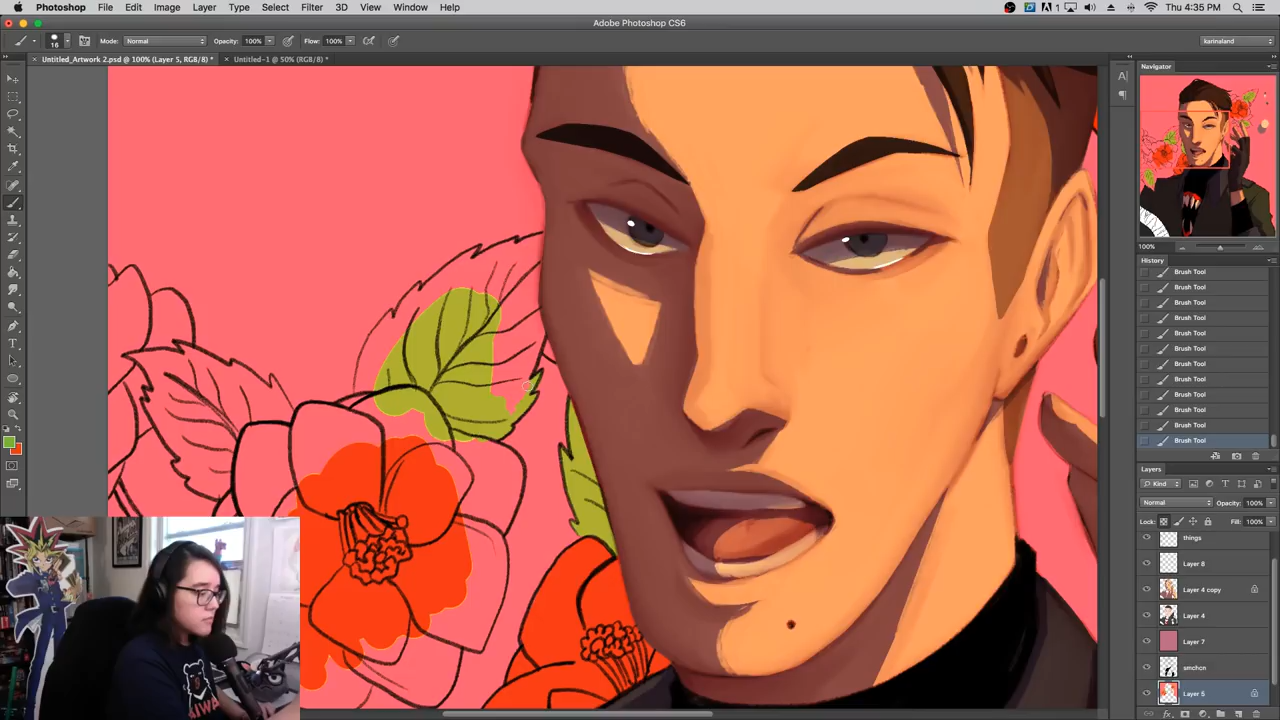 Photoshop File Edit Image Layer Type Select Filter 3D View Window Help
1 Thu 4:35 PM
Adobe Photoshop CS6
16 Mode: Normal Opacity: 100% Flow: 100% karinaland
× Untitled_Artwork 2.psd @ 100% (Layer 5, RGB/8) * × Untitled-1 @ 50% (RGB/8) *
Navigator
100%
History
Brush Tool
Brush Tool
Brush Tool
Brush Tool
Brush Tool
Brush Tool
Brush Tool
Brush Tool
Brush Tool
Brush Tool
Brush Tool
Brush Tool
Layers
Kind
Normal Opacity: 100%
Lock: Fill: 100%
things
Layer 8
Layer 4 copy
Layer 4
Layer 7
smchcn
Layer 5